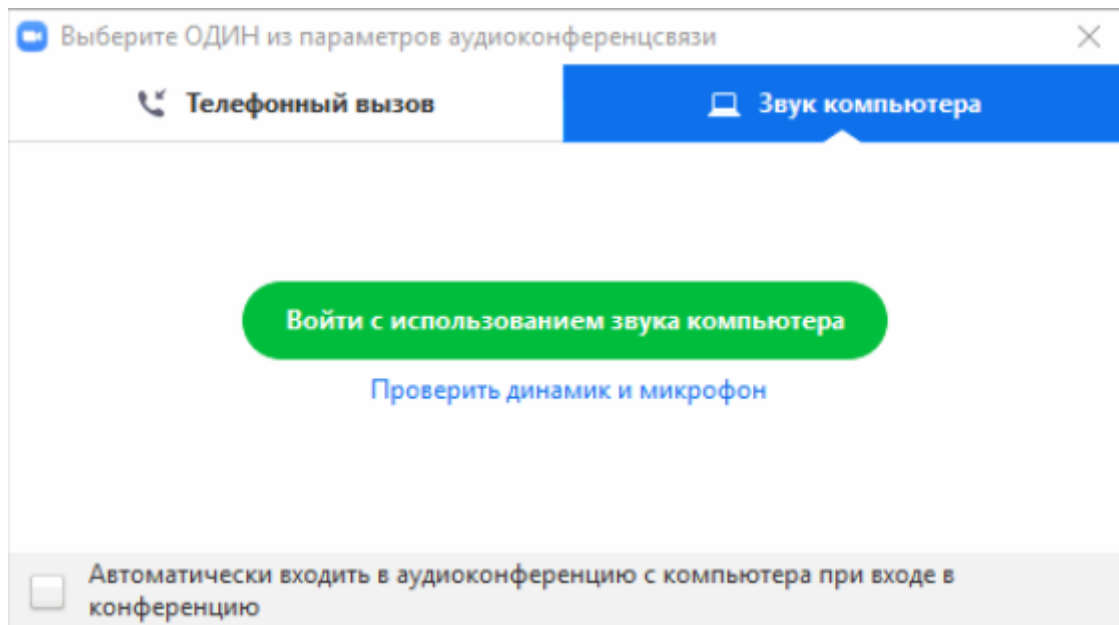 Выберите ОДИН из параметров аудиоконференцсвязи
Телефонный вызов
Звук компьютера
Войти с использованием звука компьютера
Проверить динамик и микрофон
Автоматически входить в аудиоконференцию с компьютера при входе в
конференцию